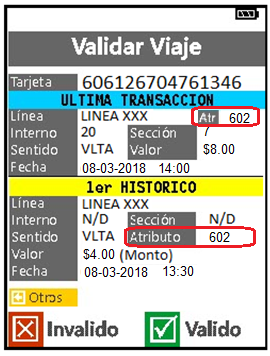 Validar Viaje
Tarjeta 606126704761346
ULTIMA TRANSACCION
Línea LINEA XXX Atr 602
Interno 20 Sección 7
Sentido VLTA Valor $8.00
Fecha 08-03-2018 14:00
1er HISTORICO
Línea LINEA XXX
Interno N/D Sección N/D
Sentido VLTA Atributo 602
Valor $4.00 (Monto)
Fecha 08-03-2018 13:30
Otros
Invalido Valido